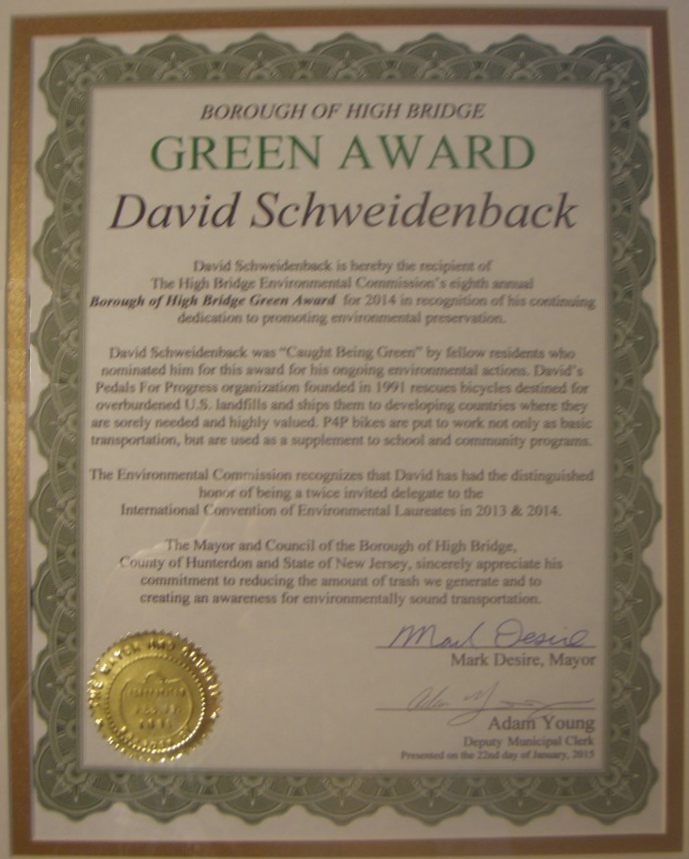 BOROUGH OF HIGH BRIDGE
GREEN AWARD
David Schweidenback
David Schweidenback is hereby the recipient of
The High Bridge Environmental Commission's eighth annual
Borough of High Bridge Green Award for 2014 in recognition of his continuing
dedication to promoting environmental preservation.
David Schweidenback was "Caught Being Green" by fellow residents who
nominated him for this award for his ongoing environmental actions. David's
Pedals For Progress organization founded in 1991 rescues bicycles destined for
overburdened U.S. landfills and ships them to developing countries where they
are sorely needed and highly valued. P4P bikes are put to work not only as basic
transportation, but are used as a supplement to school and community programs.
The Environmental Commission recognizes that David has had the distinguished
honor of being a twice invited delegate to the
International Convention of Environmental Laureates in 2013 & 2014.
The Mayor and Council of the Borough of High Bridge,
County of Hunterdon and State of New Jersey, sincerely appreciate his
commitment to reducing the amount of trash we generate and to
creating an awareness for environmentally sound transportation.
Mark Desire
Mark Desire, Mayor
Adam Young
Deputy Municipal Clerk
Presented on the 22nd day of January, 2015
THE MAYOR AND COUNCIL